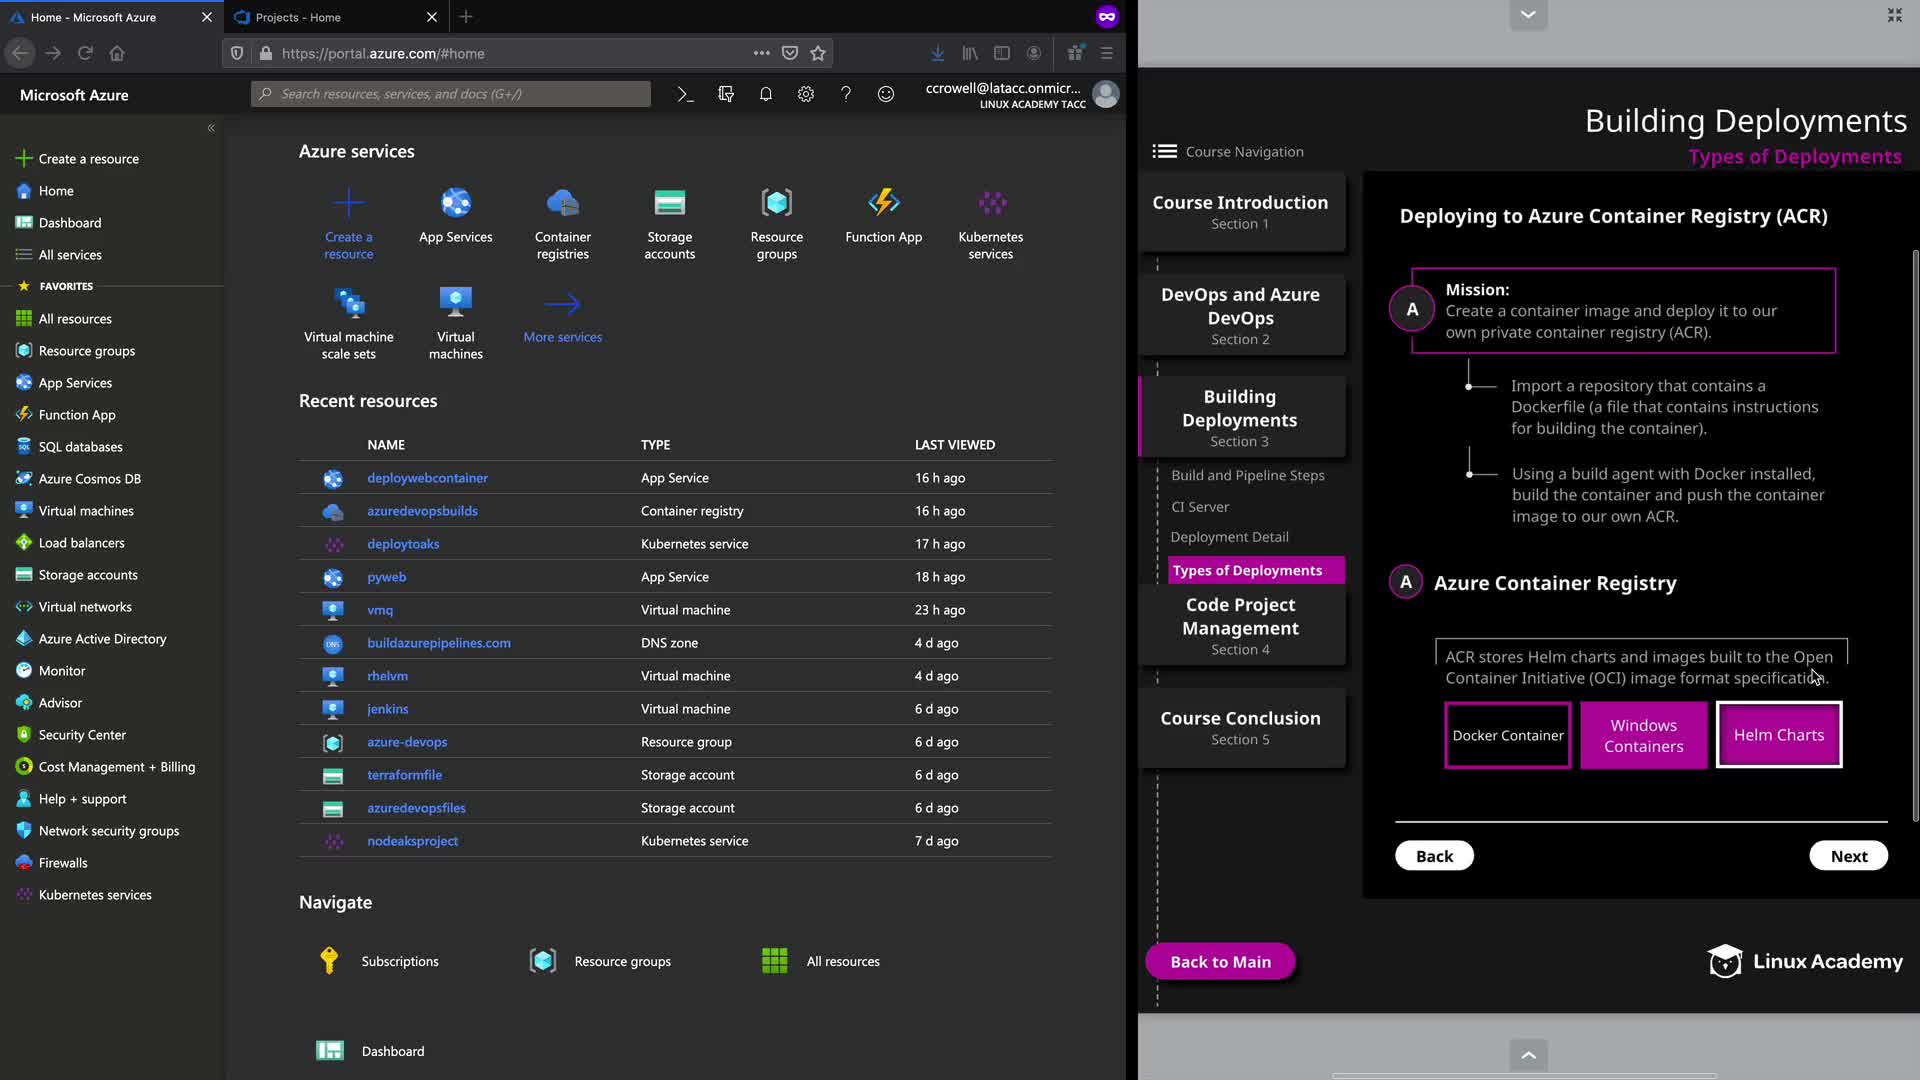 Home - Microsoft Azure
Projects - Home
https://portal.azure.com/#home
Microsoft Azure
Search resources, services, and docs (G+/)
ccrowell@latacc.onmicr...
LINUX ACADEMY TACC
Create a resource
Home
Dashboard
All services
FAVORITES
All resources
Resource groups
App Services
Function App
SQL databases
Azure Cosmos DB
Virtual machines
Load balancers
Storage accounts
Virtual networks
Azure Active Directory
Monitor
Advisor
Security Center
Cost Management + Billing
Help + support
Network security groups
Firewalls
Kubernetes services
Azure services
Create a
resource
App Services
Container
registries
Storage
accounts
Resource
groups
Function App
Kubernetes
services
Virtual machine
scale sets
Virtual
machines
More services
Recent resources
NAME TYPE LAST VIEWED
deploywebcontainer App Service 16 h ago
azuredevopsbuilds Container registry 16 h ago
deploytoaks Kubernetes service 17 h ago
pyweb App Service 18 h ago
vmq Virtual machine 23 h ago
DNS buildazurepipelines.com DNS zone 4 d ago
rhelvm Virtual machine 4 d ago
jenkins Virtual machine 6 d ago
azure-devops Resource group 6 d ago
terraformfile Storage account 6 d ago
azuredevopsfiles Storage account 6 d ago
nodeaksproject Kubernetes service 7 d ago
Navigate
Subscriptions
Resource groups
All resources
Dashboard
Building Deployments
Types of Deployments
Course Navigation
Course Introduction
Section 1
DevOps and Azure
DevOps
Section 2
Building
Deployments
Section 3
Build and Pipeline Steps
CI Server
Deployment Detail
Types of Deployments
Code Project
Management
Section 4
Course Conclusion
Section 5
Back to Main
Deploying to Azure Container Registry (ACR)
A
Mission:
Create a container image and deploy it to our
own private container registry (ACR).
Import a repository that contains a
Dockerfile (a file that contains instructions
for building the container).
Using a build agent with Docker installed,
build the container and push the container
image to our own ACR.
A
Azure Container Registry
ACR stores Helm charts and images built to the Open
Container Initiative (OCI) image format specification.
Docker Container
Windows
Containers
Helm Charts
Back
Next
Linux Academy